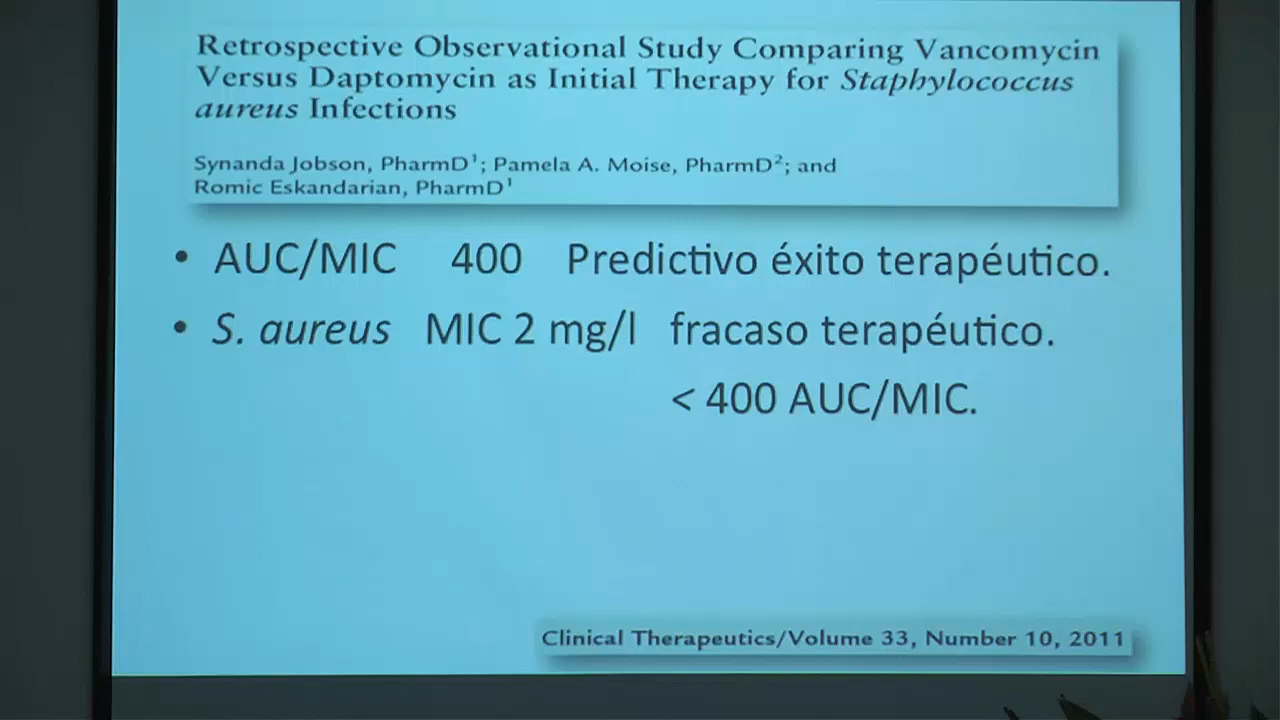 Retrospective Observational Study Comparing Vancomycin
Versus Daptomycin as Initial Therapy for Staphylococcus
aureus Infections
Synanda Jobson, PharmD¹; Pamela A. Moise, PharmD²; and
Romic Eskandarian, PharmD¹
• AUC/MIC 400 Predictivo éxito terapéutico.
• S. aureus MIC 2 mg/l fracaso terapéutico.
< 400 AUC/MIC.
Clinical Therapeutics/Volume 33, Number 10, 2011